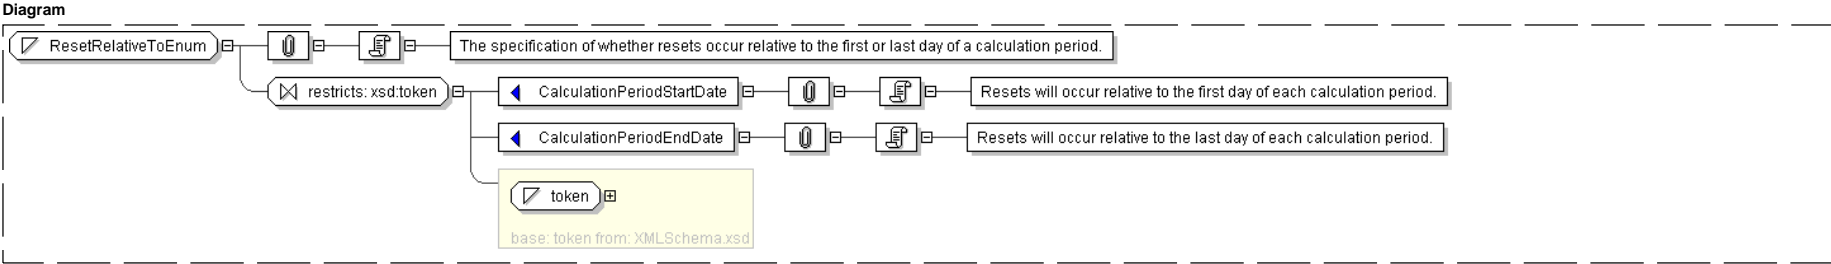 Diagram
ResetRelativeToEnum
The specification of whether resets occur relative to the first or last day of a calculation period.
restricts: xsd:token
CalculationPeriodStartDate
Resets will occur relative to the first day of each calculation period.
CalculationPeriodEndDate
Resets will occur relative to the last day of each calculation period.
token
base: token from: XMLSchema.xsd